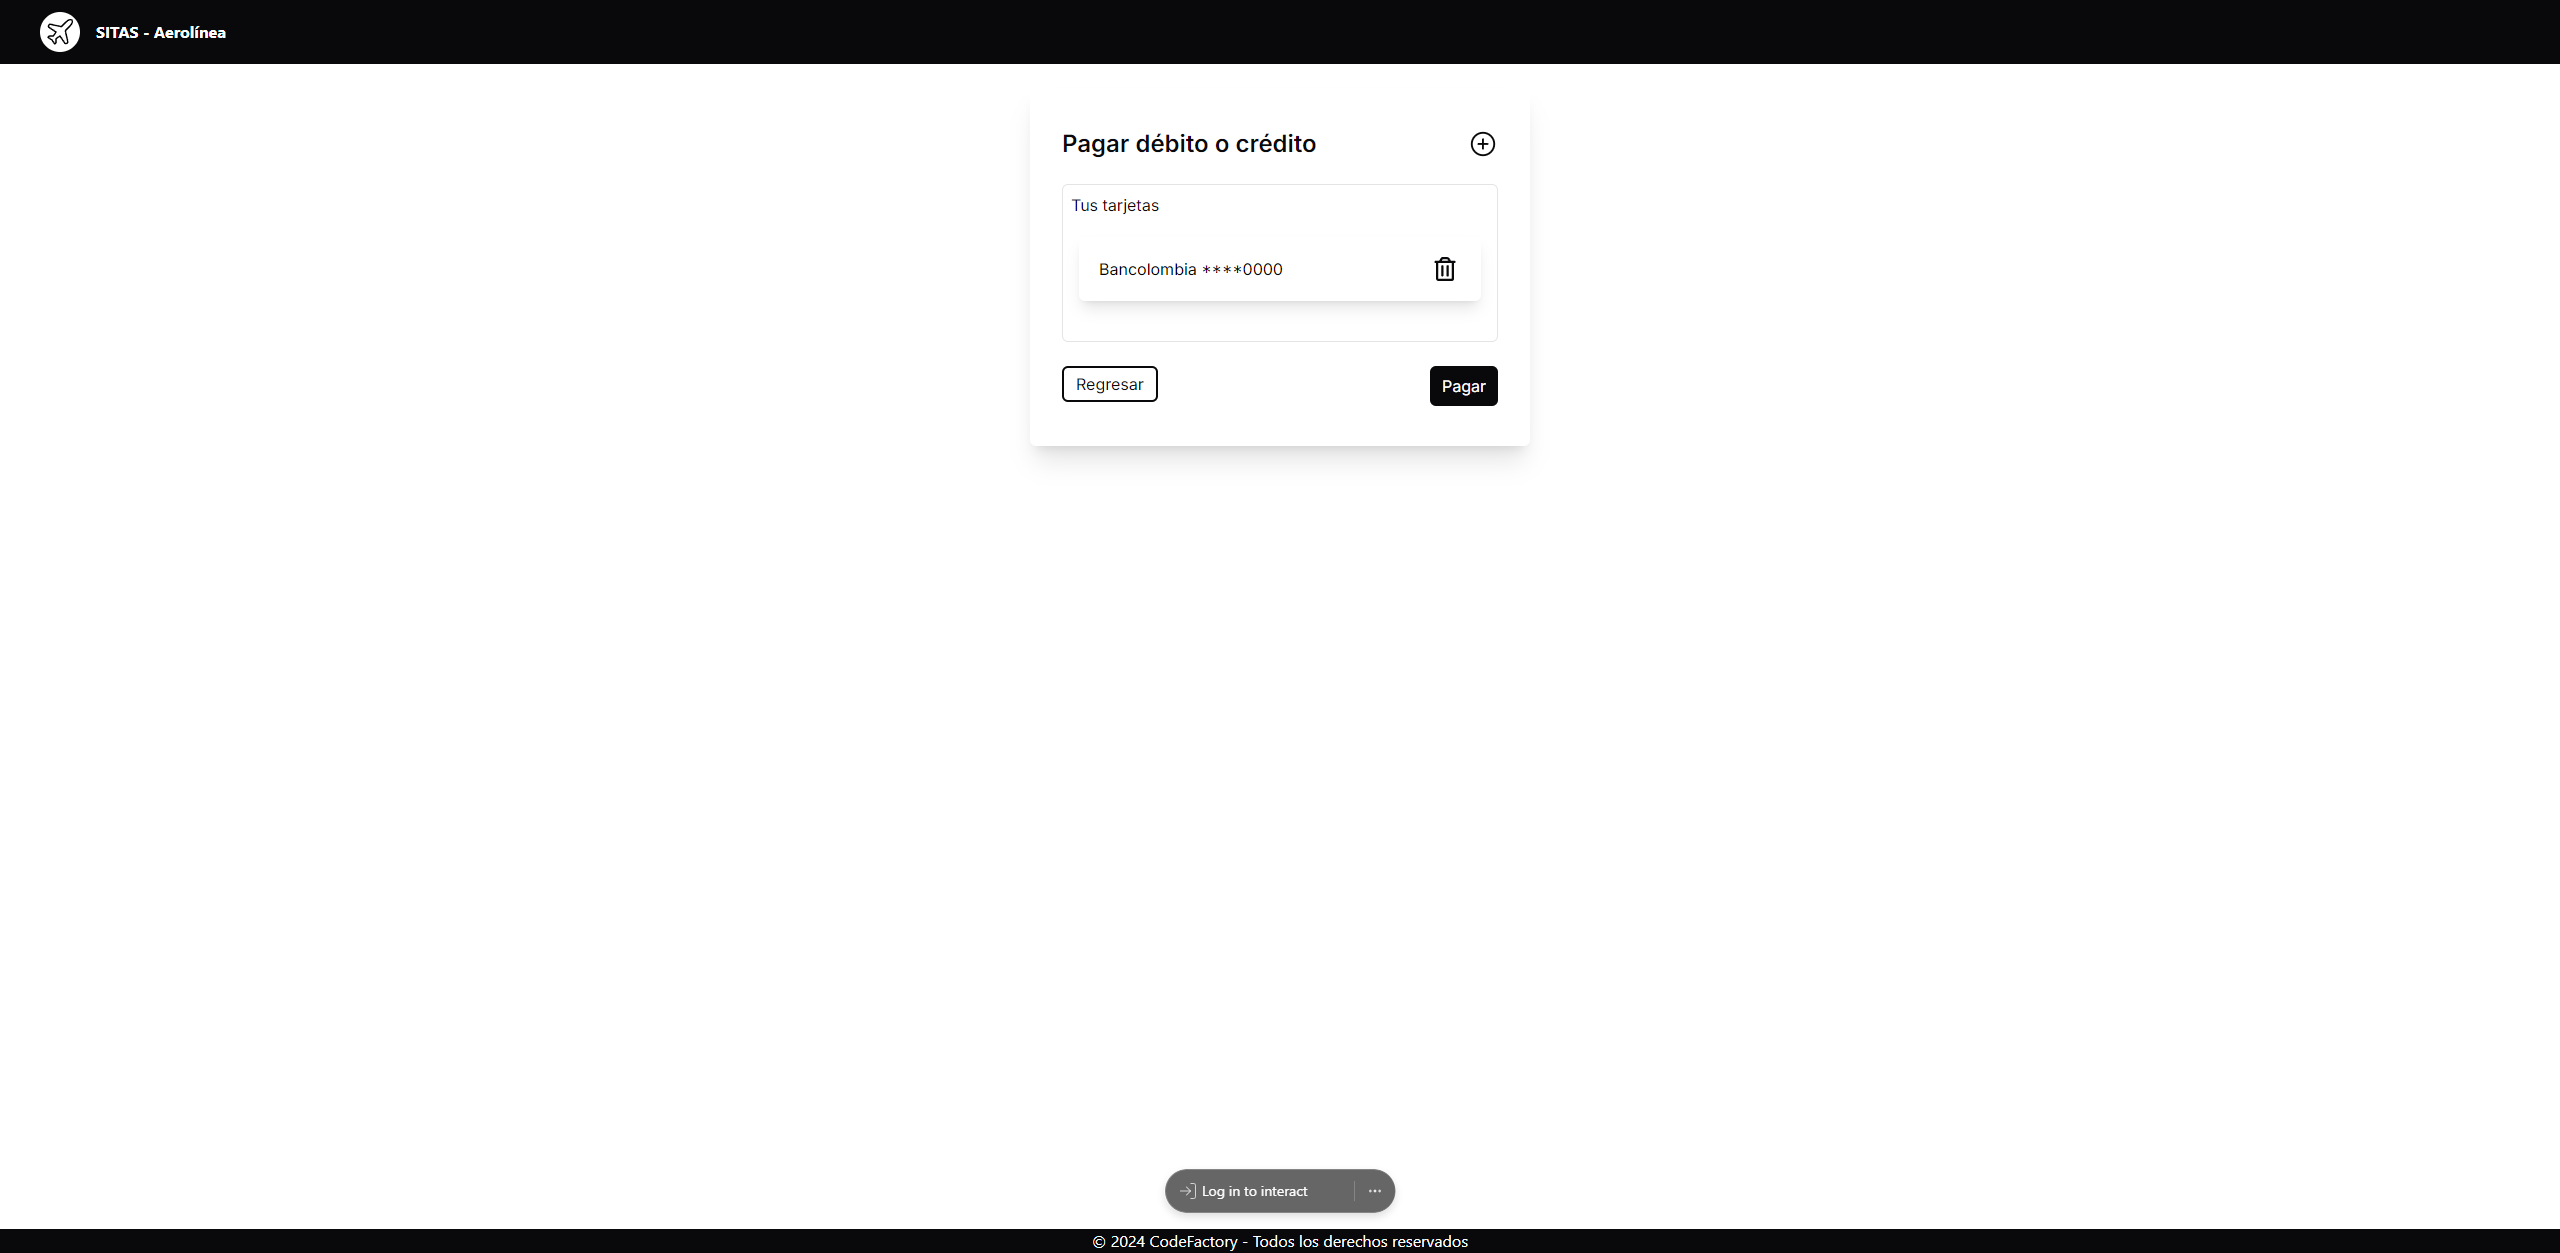 SITAS - Aerolínea
Pagar débito o crédito
Tus tarjetas
Bancolombia ****0000
Regresar
Pagar
Log in to interact
© 2024 CodeFactory - Todos los derechos reservados